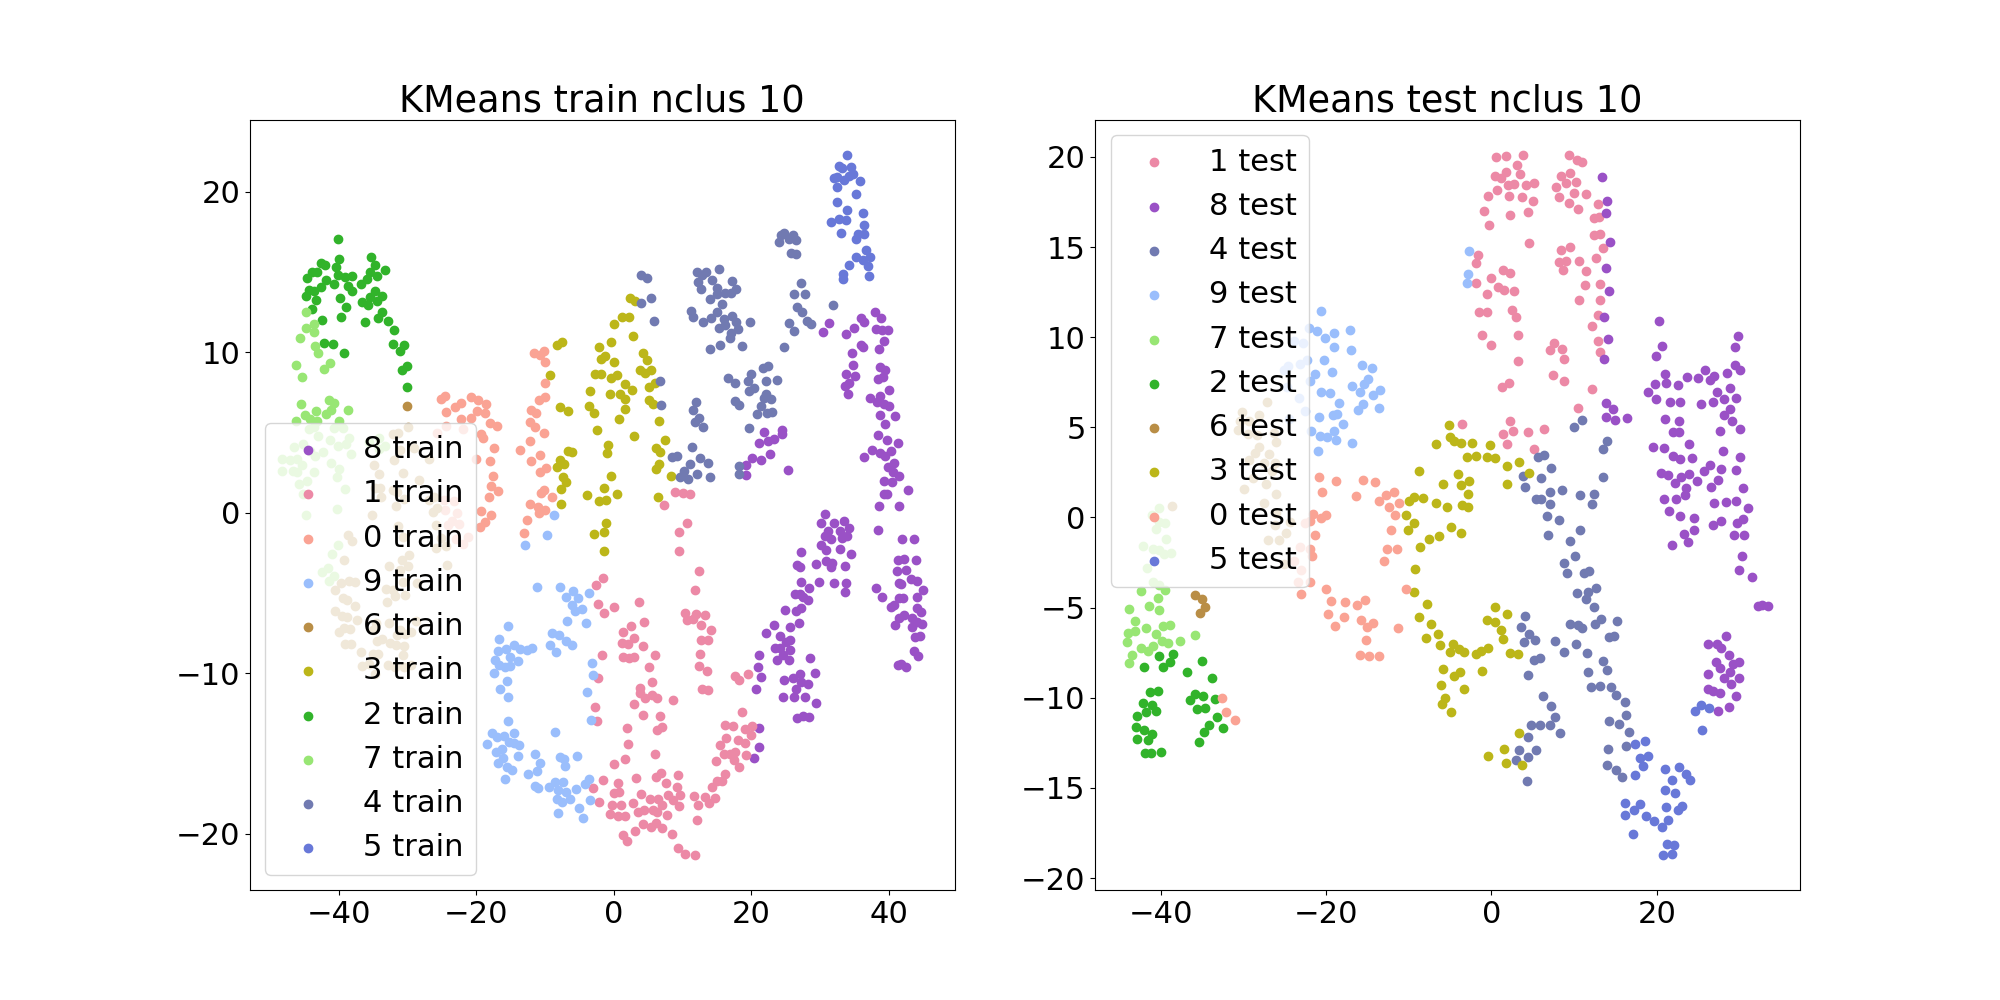 KMeans train nclus 10
20
10
0
−10
−20
−40
−20
0
20
40
8 train
1 train
0 train
9 train
6 train
3 train
2 train
7 train
4 train
5 train
KMeans test nclus 10
20
15
10
5
0
−5
−10
−15
−20
−40
−20
0
20
1 test
8 test
4 test
9 test
7 test
2 test
6 test
3 test
0 test
5 test